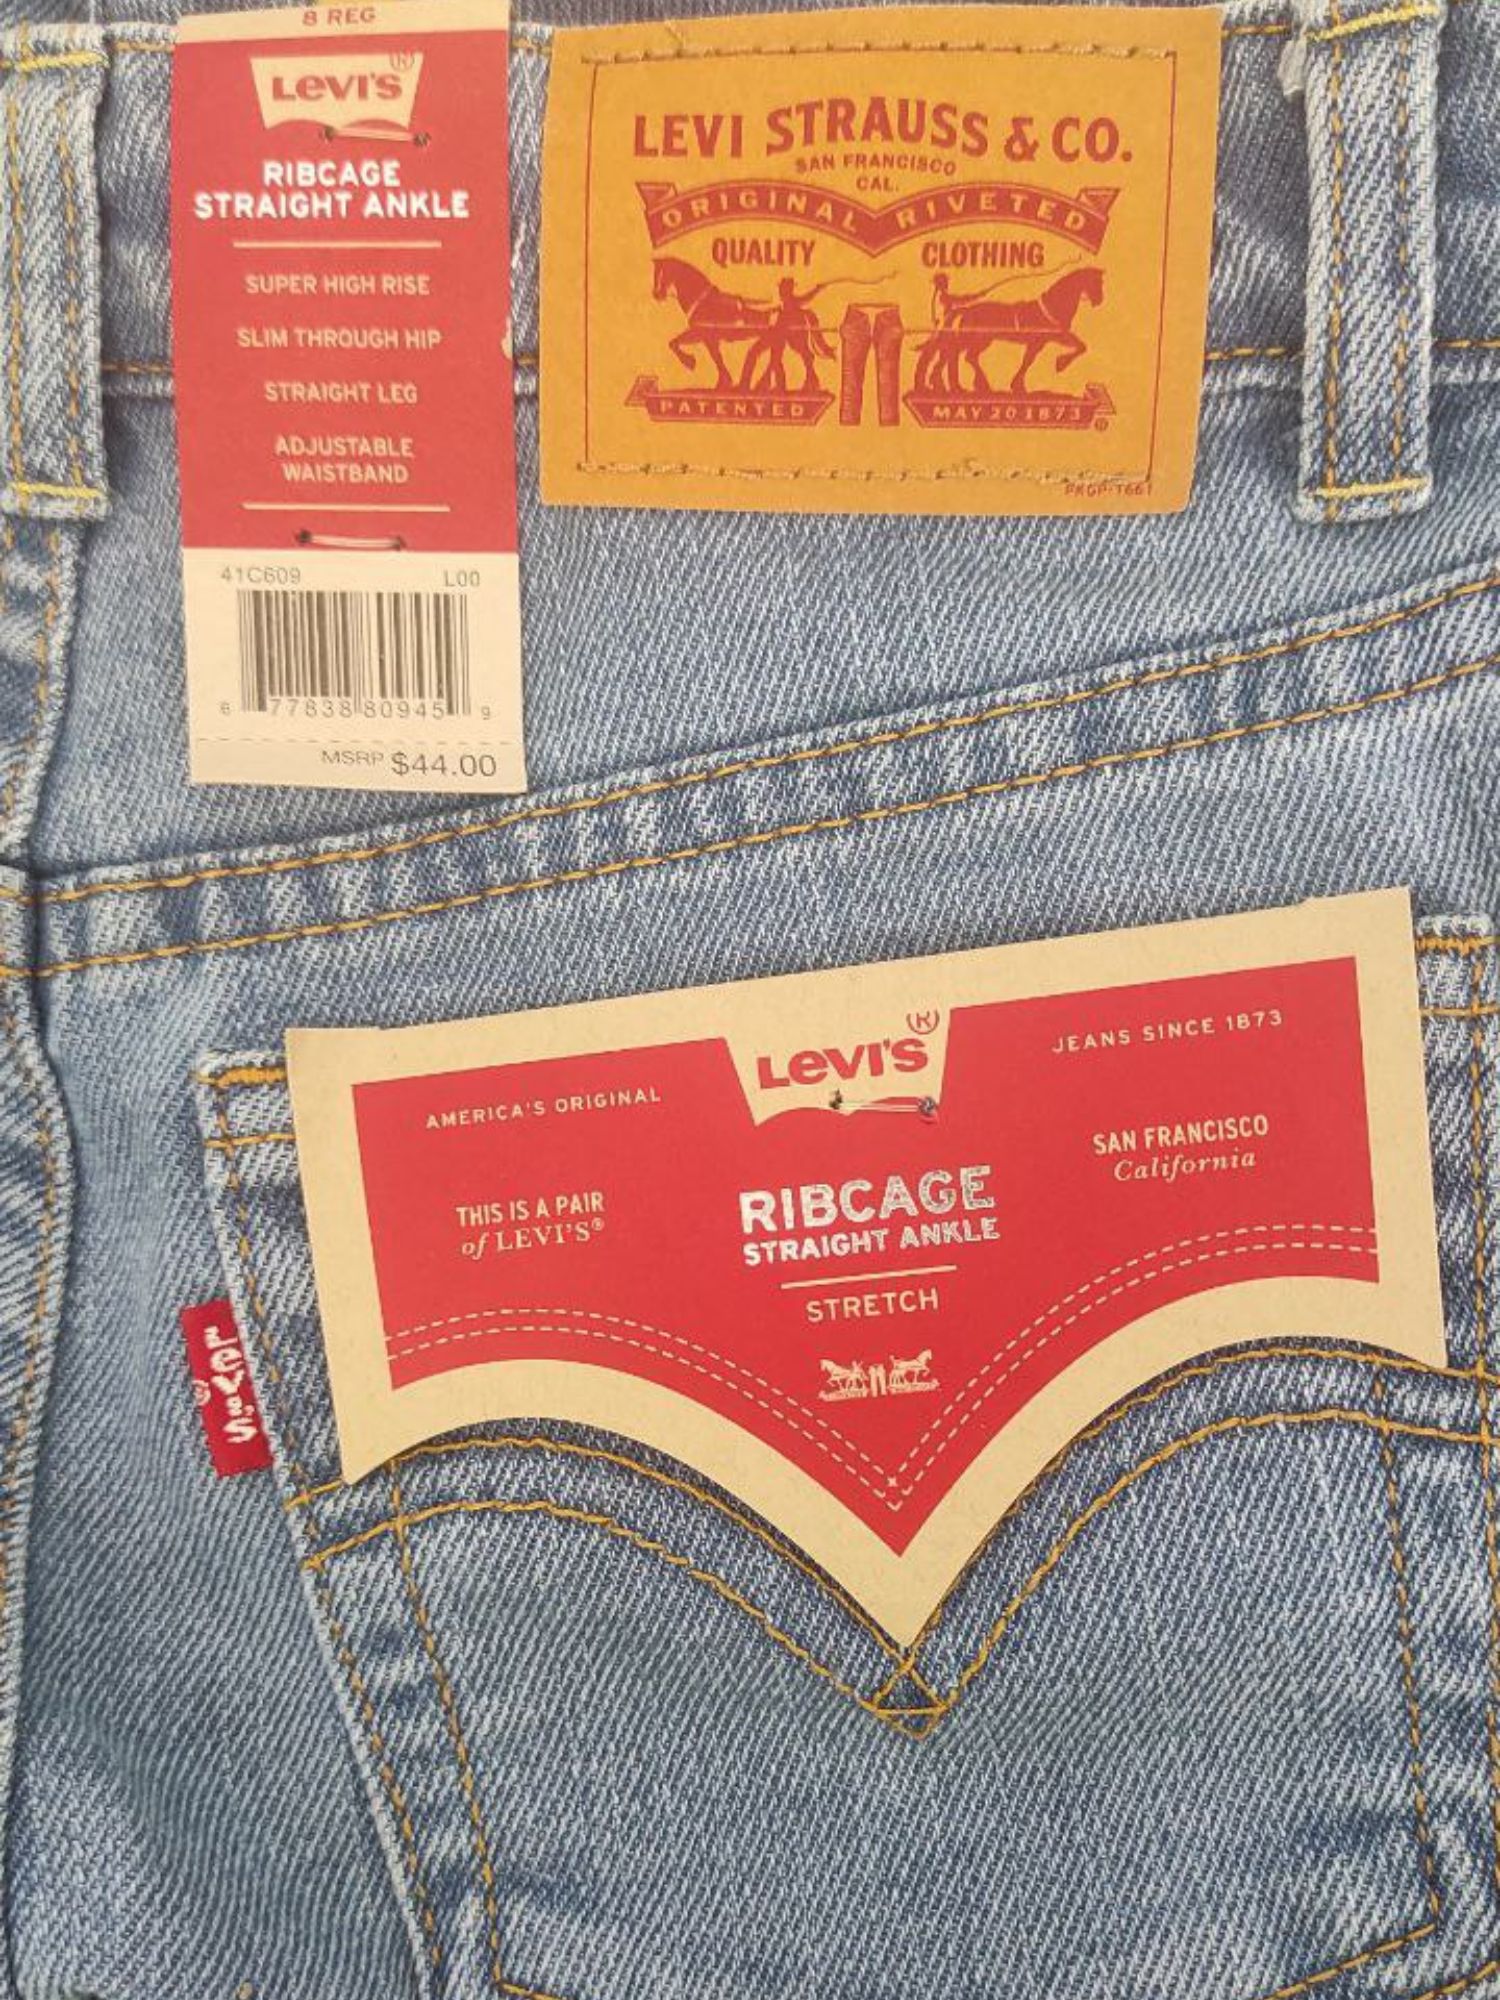 8 REG
LEVI'S®
RIBCAGE
STRAIGHT ANKLE
SUPER HIGH RISE
SLIM THROUGH HIP
STRAIGHT LEG
ADJUSTABLE
WAISTBAND
41C609 L00
6 77838 80945 9
MSRP $44.00
LEVI STRAUSS & CO.
SAN FRANCISCO
CAL.
ORIGINAL RIVETED
QUALITY CLOTHING
PATENTED MAY 20 1873 ®
PKGP-1661
LEVI'S®
AMERICA'S ORIGINAL
JEANS SINCE 1873
THIS IS A PAIR
of LEVI'S®
RIBCAGE
STRAIGHT ANKLE
STRETCH
SAN FRANCISCO
California
LEVI'S®